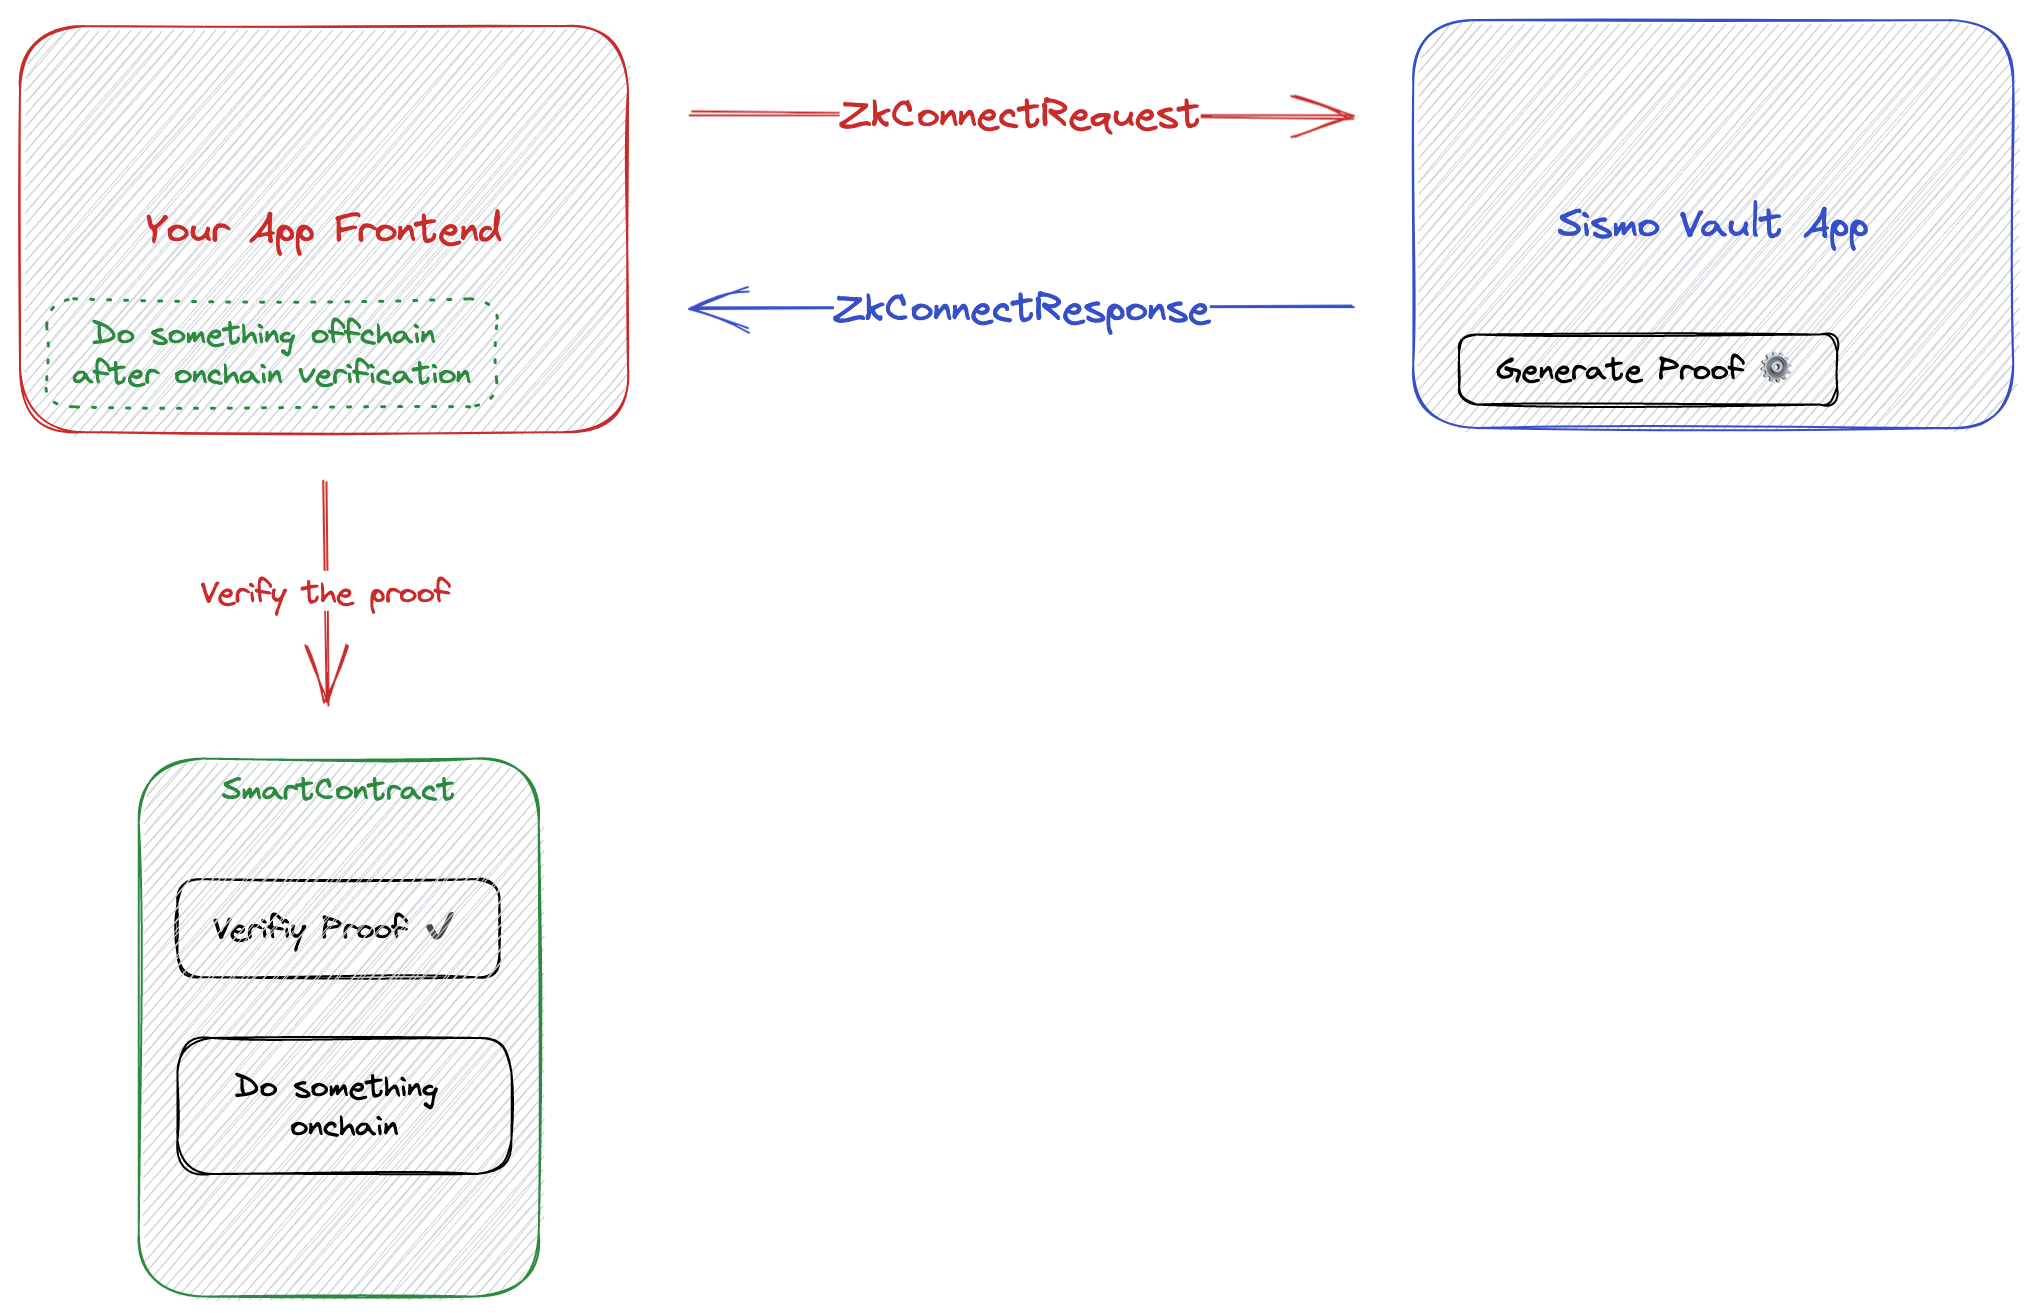 ZkConnectRequest
Your App Frontend
Sismo Vault App
ZkConnectResponse
Do something offchain
after onchain verification
Generate Proof
Verify the proof
SmartContract
Verifiy Proof ✓
Do something
onchain